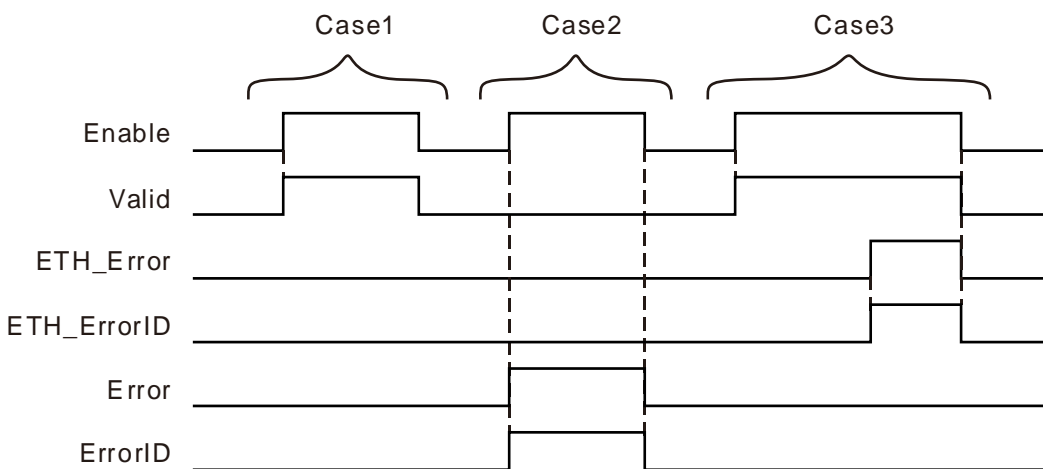 Case1 Case2 Case3
Enable
Valid
ETH_Error
ETH_ErrorID
Error
ErrorID